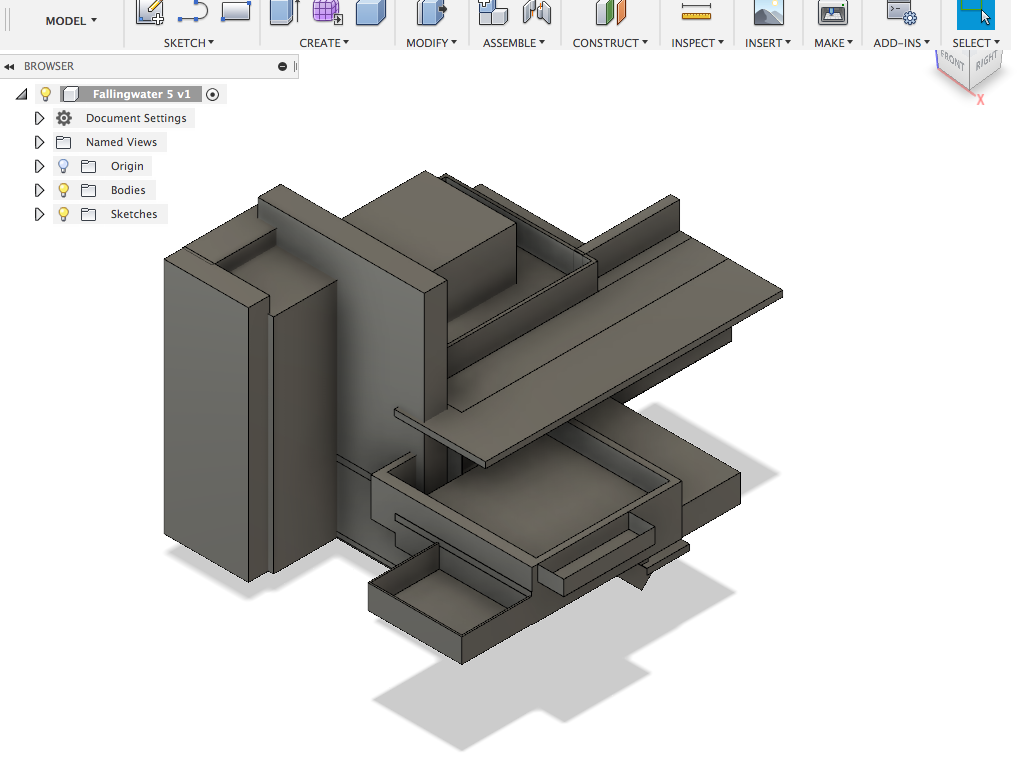 MODEL
SKETCH CREATE MODIFY ASSEMBLE CONSTRUCT INSPECT INSERT MAKE ADD-INS SELECT
BROWSER
FRONT RIGHT
X
Fallingwater 5 v1
Document Settings
Named Views
Origin
Bodies
Sketches